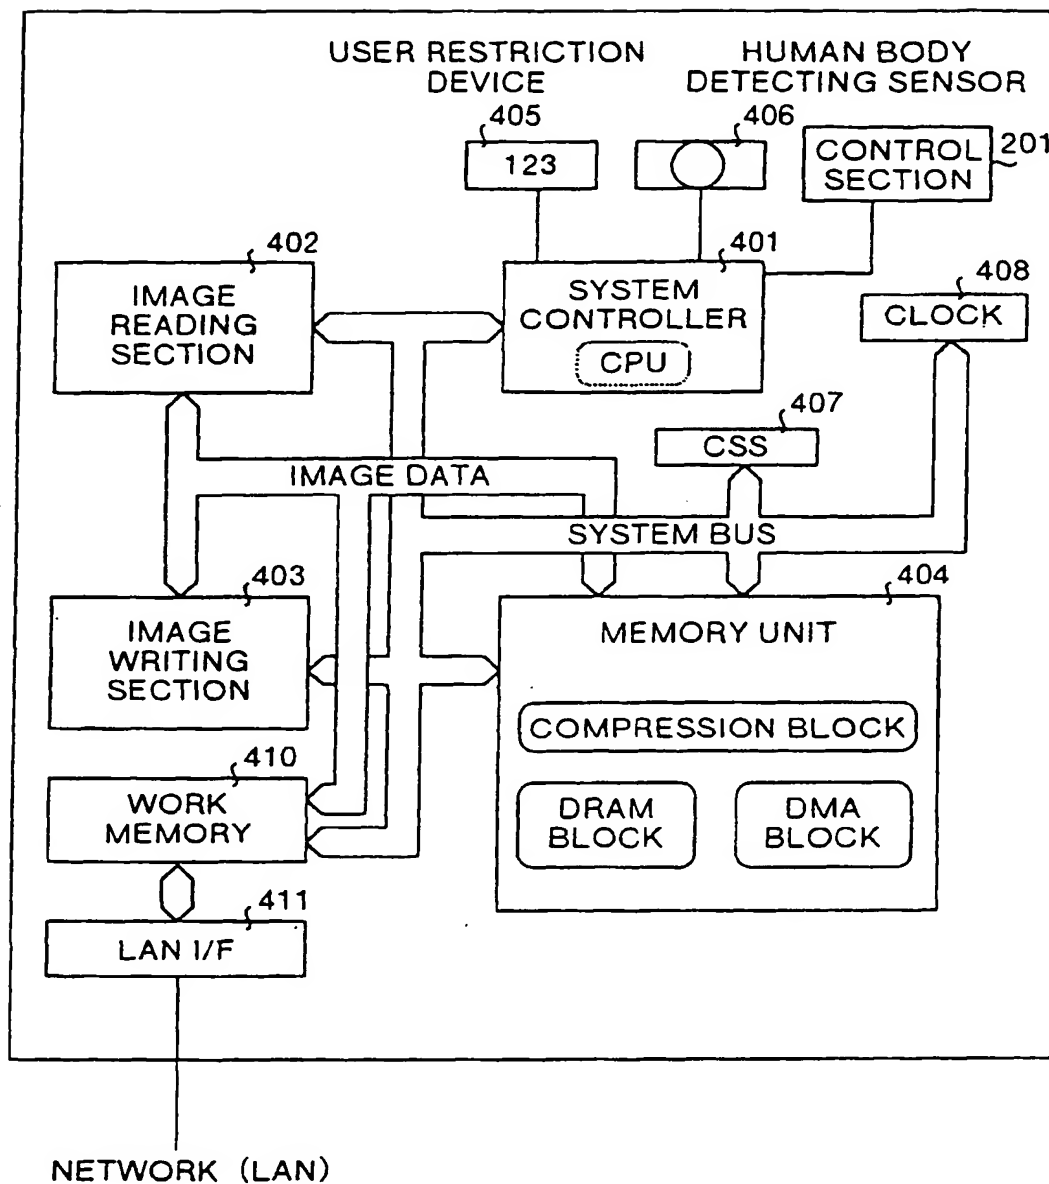 USER RESTRICTION
DEVICE
HUMAN BODY
DETECTING SENSOR
405
406
201
123
CONTROL
SECTION
402
401
408
IMAGE
READING
SECTION
SYSTEM
CONTROLLER
CPU
CLOCK
407
CSS
IMAGE DATA
SYSTEM BUS
403
404
IMAGE
WRITING
SECTION
MEMORY UNIT
COMPRESSION BLOCK
410
WORK
MEMORY
DRAM
BLOCK
DMA
BLOCK
411
LAN I/F
NETWORK (LAN)